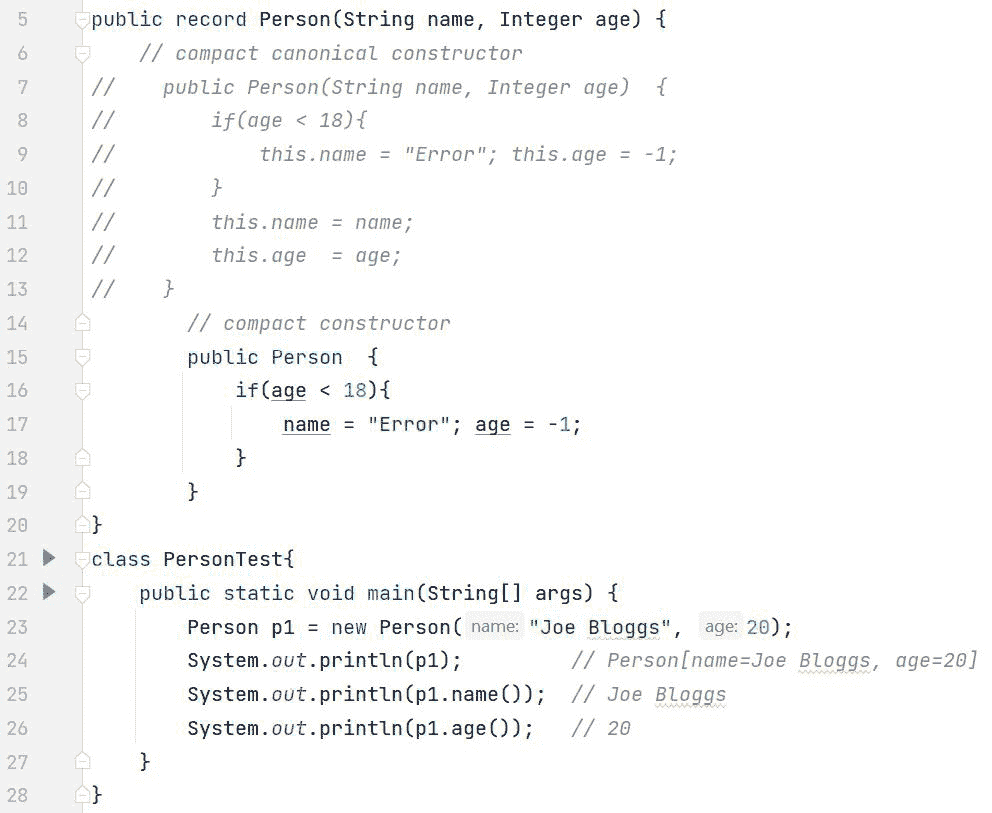 5 public record Person(String name, Integer age) {
6 // compact canonical constructor
7 // public Person(String name, Integer age) {
8 // if(age < 18){
9 // this.name = "Error"; this.age = -1;
10 // }
11 // this.name = name;
12 // this.age = age;
13 // }
14 // compact constructor
15 public Person {
16 if(age < 18){
17 name = "Error"; age = -1;
18 }
19 }
20 }
21 class PersonTest{
22 public static void main(String[] args) {
23 Person p1 = new Person( name: "Joe Bloggs", age: 20);
24 System.out.println(p1); // Person[name=Joe Bloggs, age=20]
25 System.out.println(p1.name()); // Joe Bloggs
26 System.out.println(p1.age()); // 20
27 }
28 }